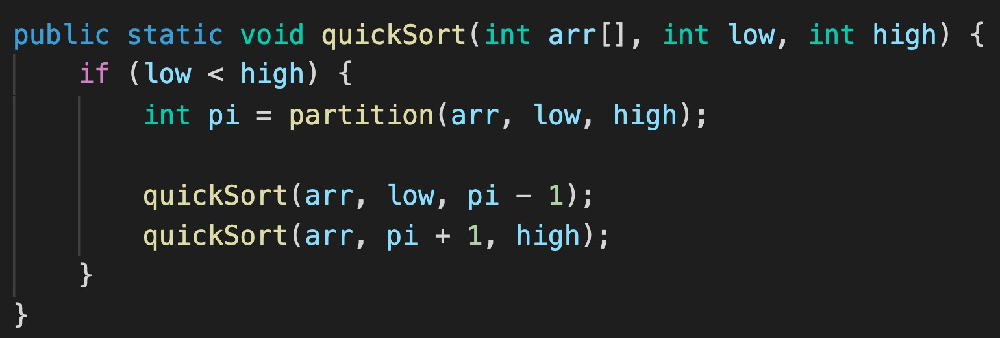 public static void quickSort(int arr[], int low, int high) {
    if (low < high) {
        int pi = partition(arr, low, high);

        quickSort(arr, low, pi - 1);
        quickSort(arr, pi + 1, high);
    }
}